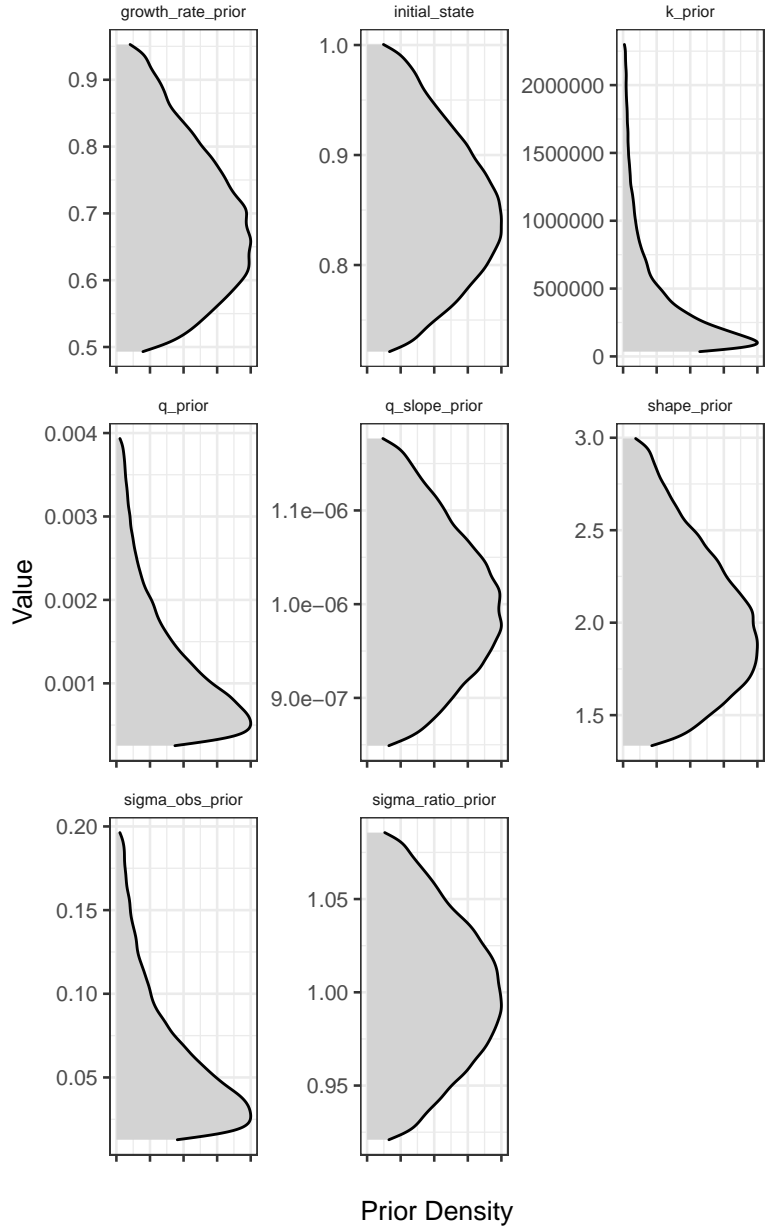 growth_rate_prior
initial_state
k_prior
0.9
0.8
0.7
0.6
0.5
1.0
0.9
0.8
2000000
1500000
1000000
500000
0
q_prior
q_slope_prior
shape_prior
0.004
0.003
0.002
0.001
1.1e-06
1.0e-06
9.0e-07
3.0
2.5
2.0
1.5
Value
sigma_obs_prior
sigma_ratio_prior
0.20
0.15
0.10
0.05
1.05
1.00
0.95
Prior Density